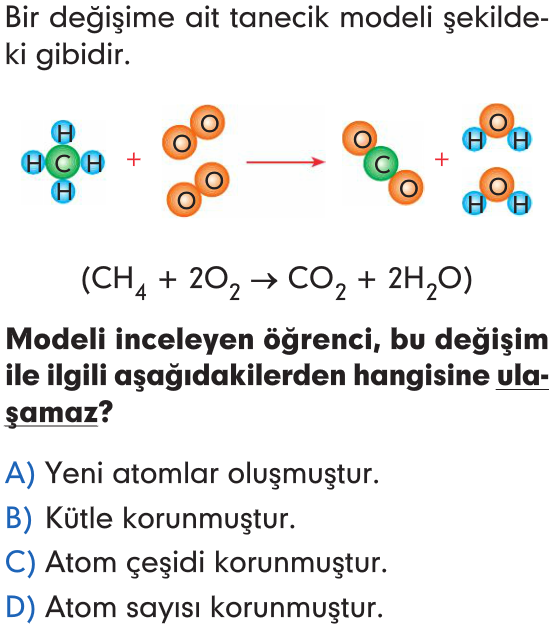 Bir değişime ait tanecik modeli şekilde-
ki gibidir.
H
H C H
H
+
O O
O O
O
C
O
+
O
H H
O
H H
(CH₄ + 2O₂ → CO₂ + 2H₂O)
Modeli inceleyen öğrenci, bu değişim
ile ilgili aşağıdakilerden hangisine ula-
şamaz?
A) Yeni atomlar oluşmuştur.
B) Kütle korunmuştur.
C) Atom çeşidi korunmuştur.
D) Atom sayısı korunmuştur.